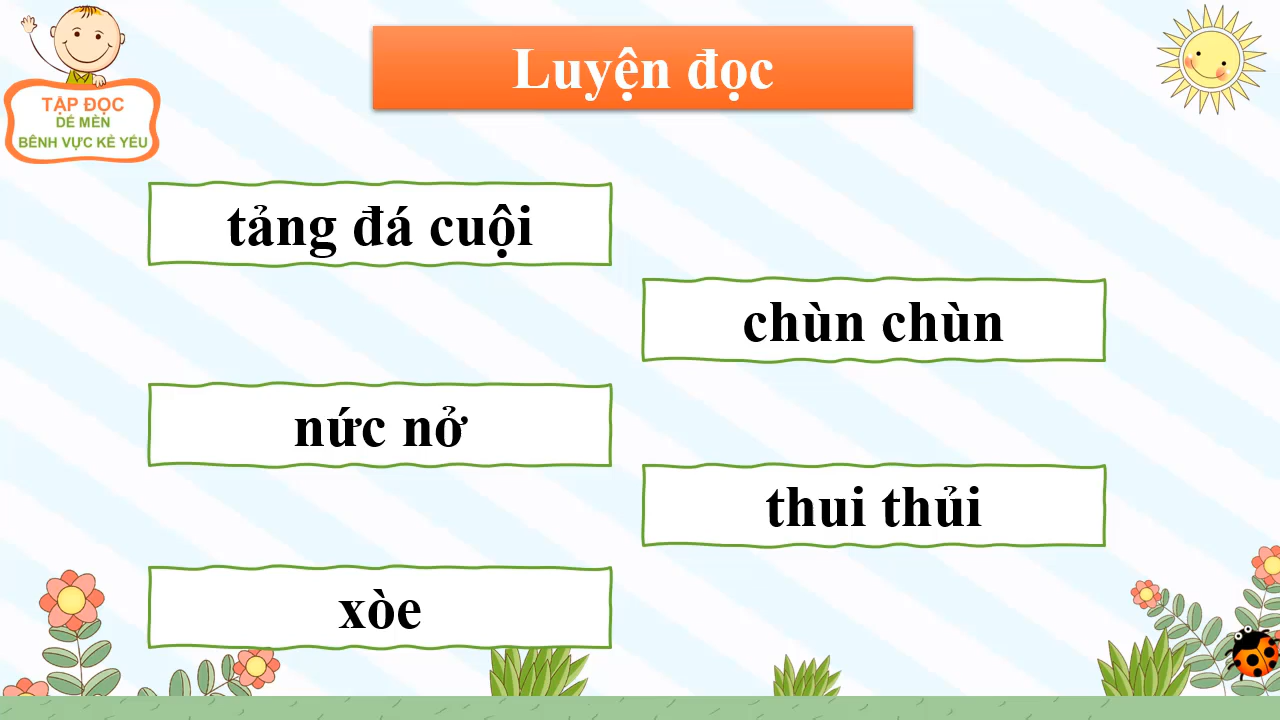 Luyện đọc
TẬP ĐỌC
DẾ MÈN
BÊNH VỰC KẺ YẾU
tảng đá cuội
chùn chùn
nức nở
thui thủi
xòe